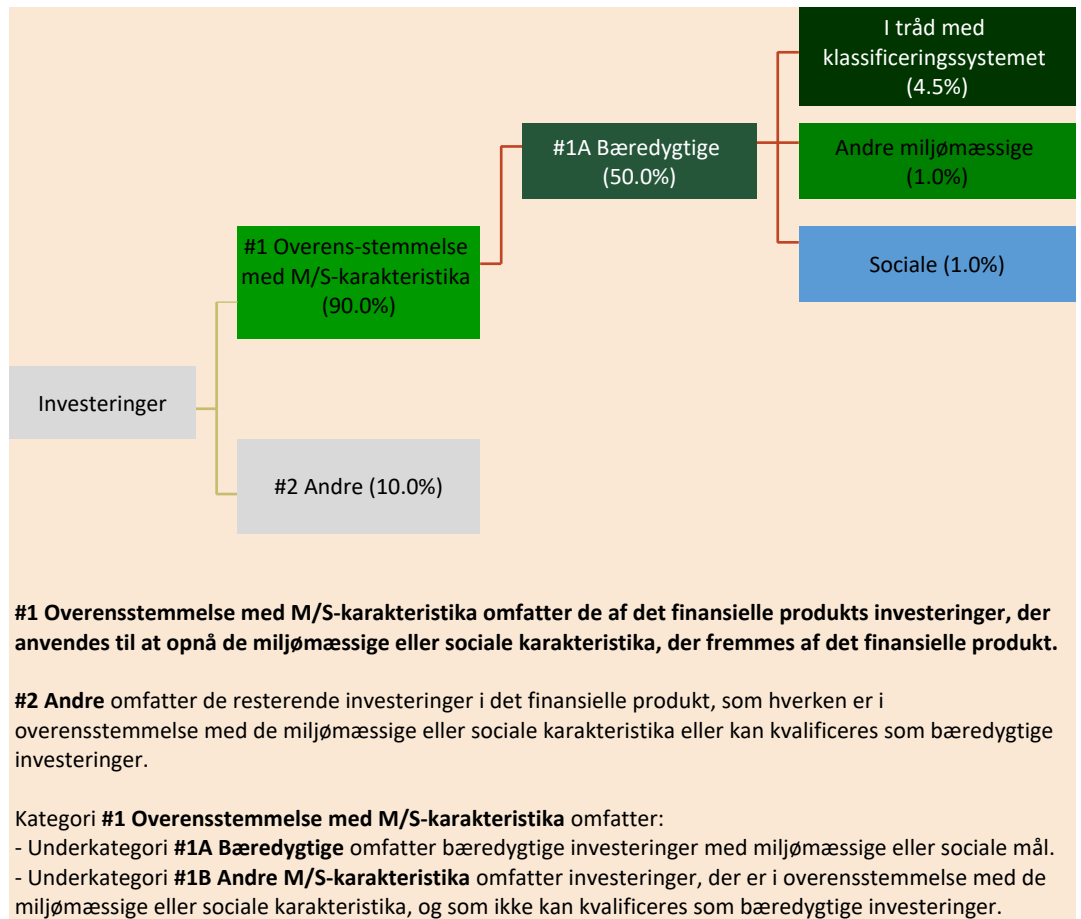 I tråd med
klassificeringssystemet
(4.5%)
#1A Bæredygtige
(50.0%)
Andre miljømæssige
(1.0%)
#1 Overens-stemmelse
med M/S-karakteristika
(90.0%)
Sociale (1.0%)
Investeringer
#2 Andre (10.0%)
#1 Overensstemmelse med M/S-karakteristika omfatter de af det finansielle produkts investeringer, der
anvendes til at opnå de miljømæssige eller sociale karakteristika, der fremmes af det finansielle produkt.
#2 Andre omfatter de resterende investeringer i det finansielle produkt, som hverken er i
overensstemmelse med de miljømæssige eller sociale karakteristika eller kan kvalificeres som bæredygtige
investeringer.
Kategori #1 Overensstemmelse med M/S-karakteristika omfatter:
- Underkategori #1A Bæredygtige omfatter bæredygtige investeringer med miljømæssige eller sociale mål.
- Underkategori #1B Andre M/S-karakteristika omfatter investeringer, der er i overensstemmelse med de
miljømæssige eller sociale karakteristika, og som ikke kan kvalificeres som bæredygtige investeringer.